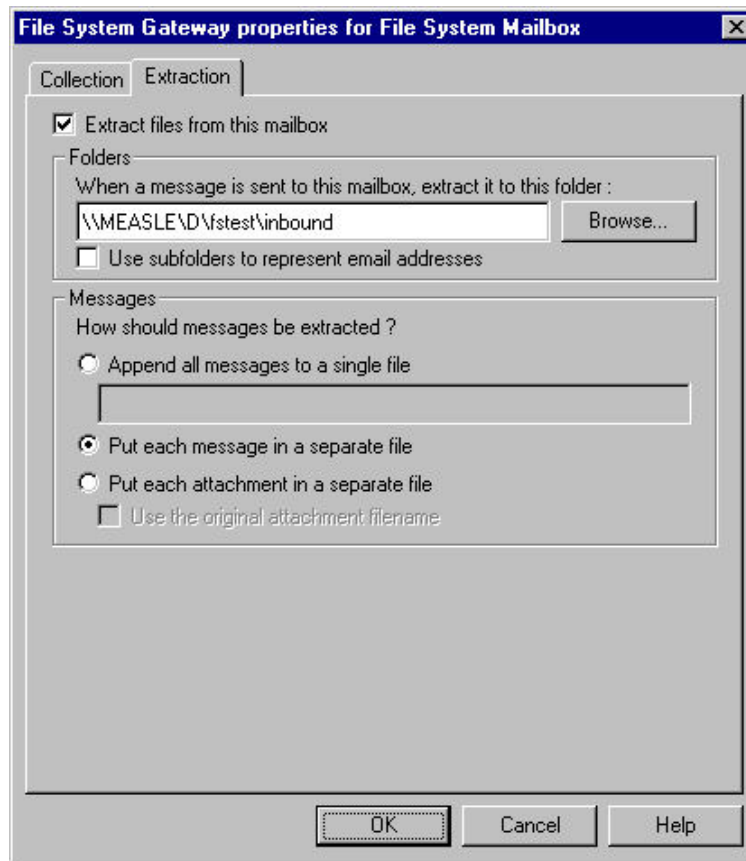 File System Gateway properties for File System Mailbox
Collection Extraction
Extract files from this mailbox
Folders
When a message is sent to this mailbox, extract it to this folder :
\\MEASLE\D\fstest\inbound
Browse...
Use subfolders to represent email addresses
Messages
How should messages be extracted ?
Append all messages to a single file
Put each message in a separate file
Put each attachment in a separate file
Use the original attachment filename
OK Cancel Help